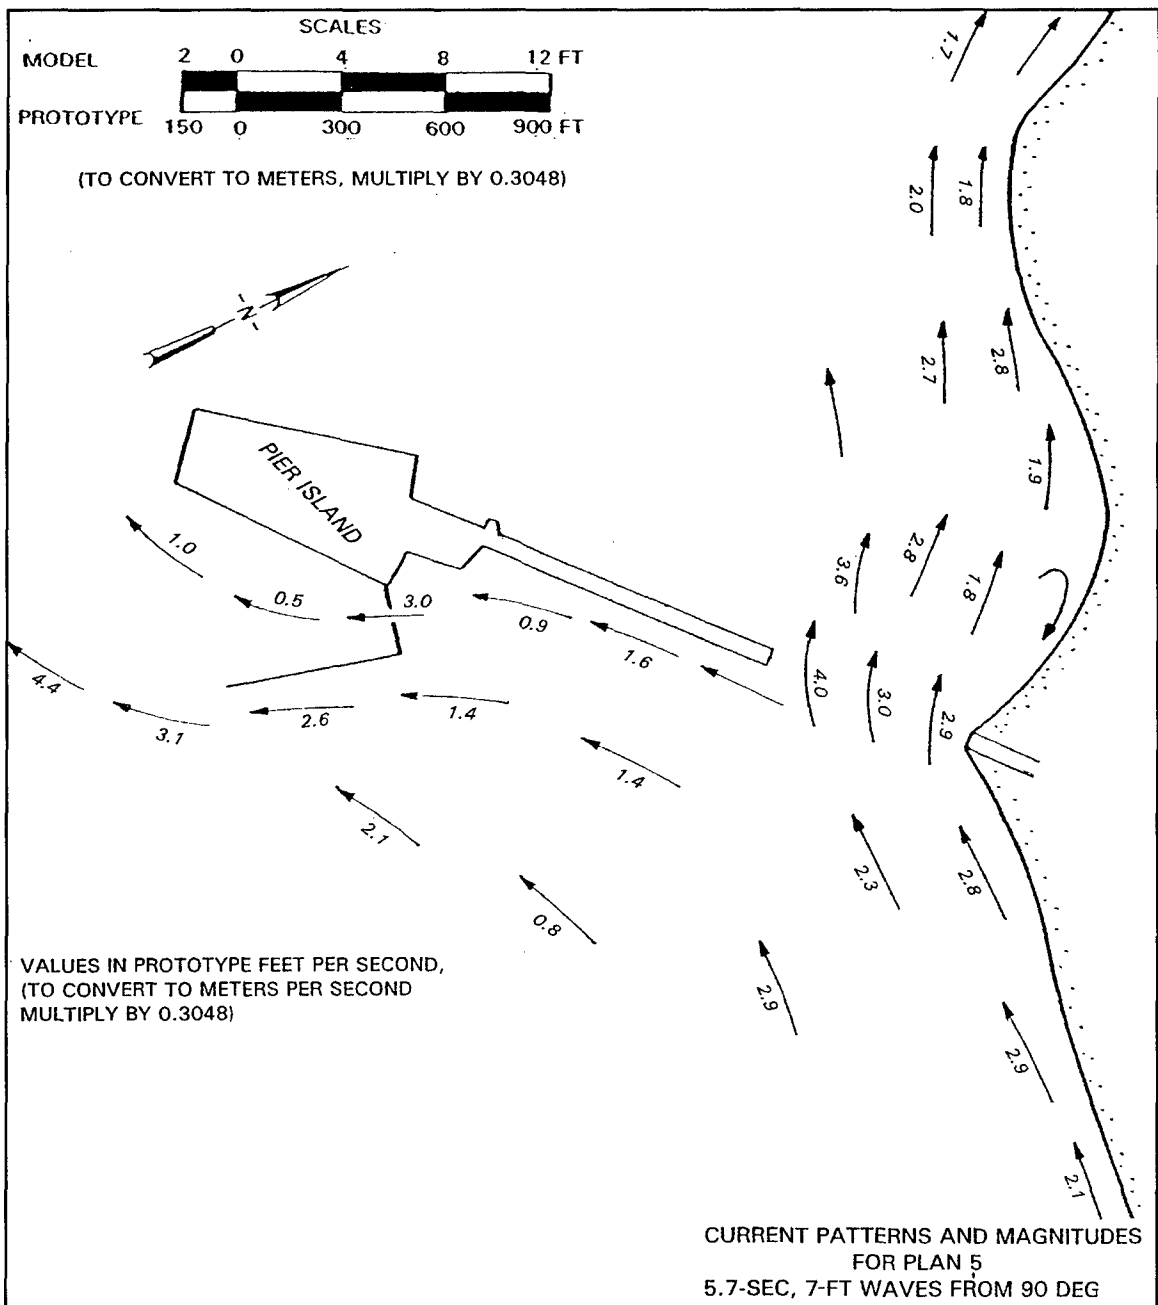 SCALES
MODEL 2 0 4 8 12 FT
PROTOTYPE 150 0 300 600 900 FT
(TO CONVERT TO METERS, MULTIPLY BY 0.3048)
1.7
2.0 1.8
-N-
2.7 2.8
PIER ISLAND
1.9
1.0
2.8
3.6
1.8
0.5 3.0
0.9
1.6
4.0
3.0
2.9
4.4
3.1
2.6
1.4
1.4
2.1
2.3
2.8
0.8
2.9
2.9
2.1
VALUES IN PROTOTYPE FEET PER SECOND,
(TO CONVERT TO METERS PER SECOND
MULTIPLY BY 0.3048)
CURRENT PATTERNS AND MAGNITUDES
FOR PLAN 5
5.7-SEC, 7-FT WAVES FROM 90 DEG